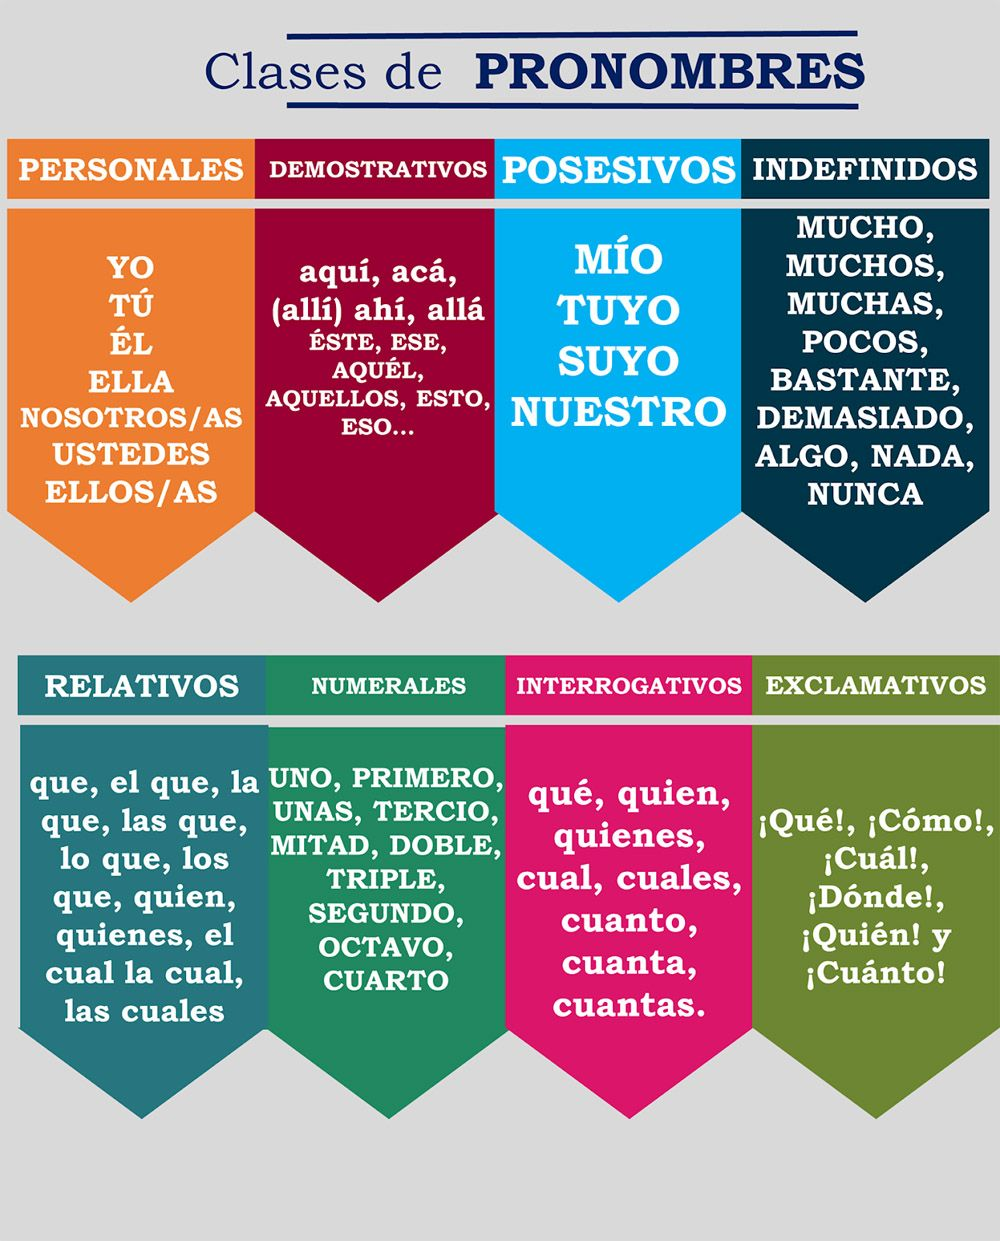 Clases de PRONOMBRES
PERSONALES
YO
TÚ
ÉL
ELLA
NOSOTROS/AS
USTEDES
ELLOS/AS
DEMOSTRATIVOS
aquí, acá,
(allí) ahí, allá
ÉSTE, ESE,
AQUÉL,
AQUELLOS, ESTO,
ESO...
POSESIVOS
MÍO
TUYO
SUYO
NUESTRO
INDEFINIDOS
MUCHO,
MUCHOS,
MUCHAS,
POCOS,
BASTANTE,
DEMASIADO,
ALGO, NADA,
NUNCA
RELATIVOS
que, el que, la
que, las que,
lo que, los
que, quien,
quienes, el
cual la cual,
las cuales
NUMERALES
UNO, PRIMERO,
UNAS, TERCIO,
MITAD, DOBLE,
TRIPLE,
SEGUNDO,
OCTAVO,
CUARTO
INTERROGATIVOS
qué, quien,
quienes,
cual, cuales,
cuanto,
cuanta,
cuantas.
EXCLAMATIVOS
¡Qué!, ¡Cómo!,
¡Cuál!,
¡Dónde!,
¡Quién! y
¡Cuánto!